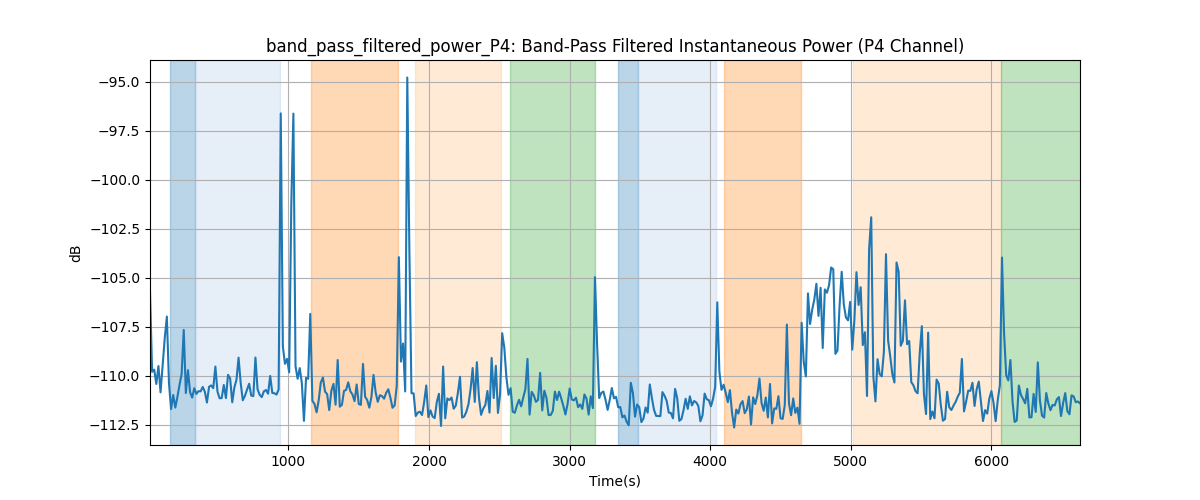 band_pass_filtered_power_P4: Band-Pass Filtered Instantaneous Power (P4 Channel)
−95.0
−97.5
−100.0
−102.5
−105.0
−107.5
−110.0
−112.5
dB
1000 2000 3000 4000 5000 6000
Time(s)